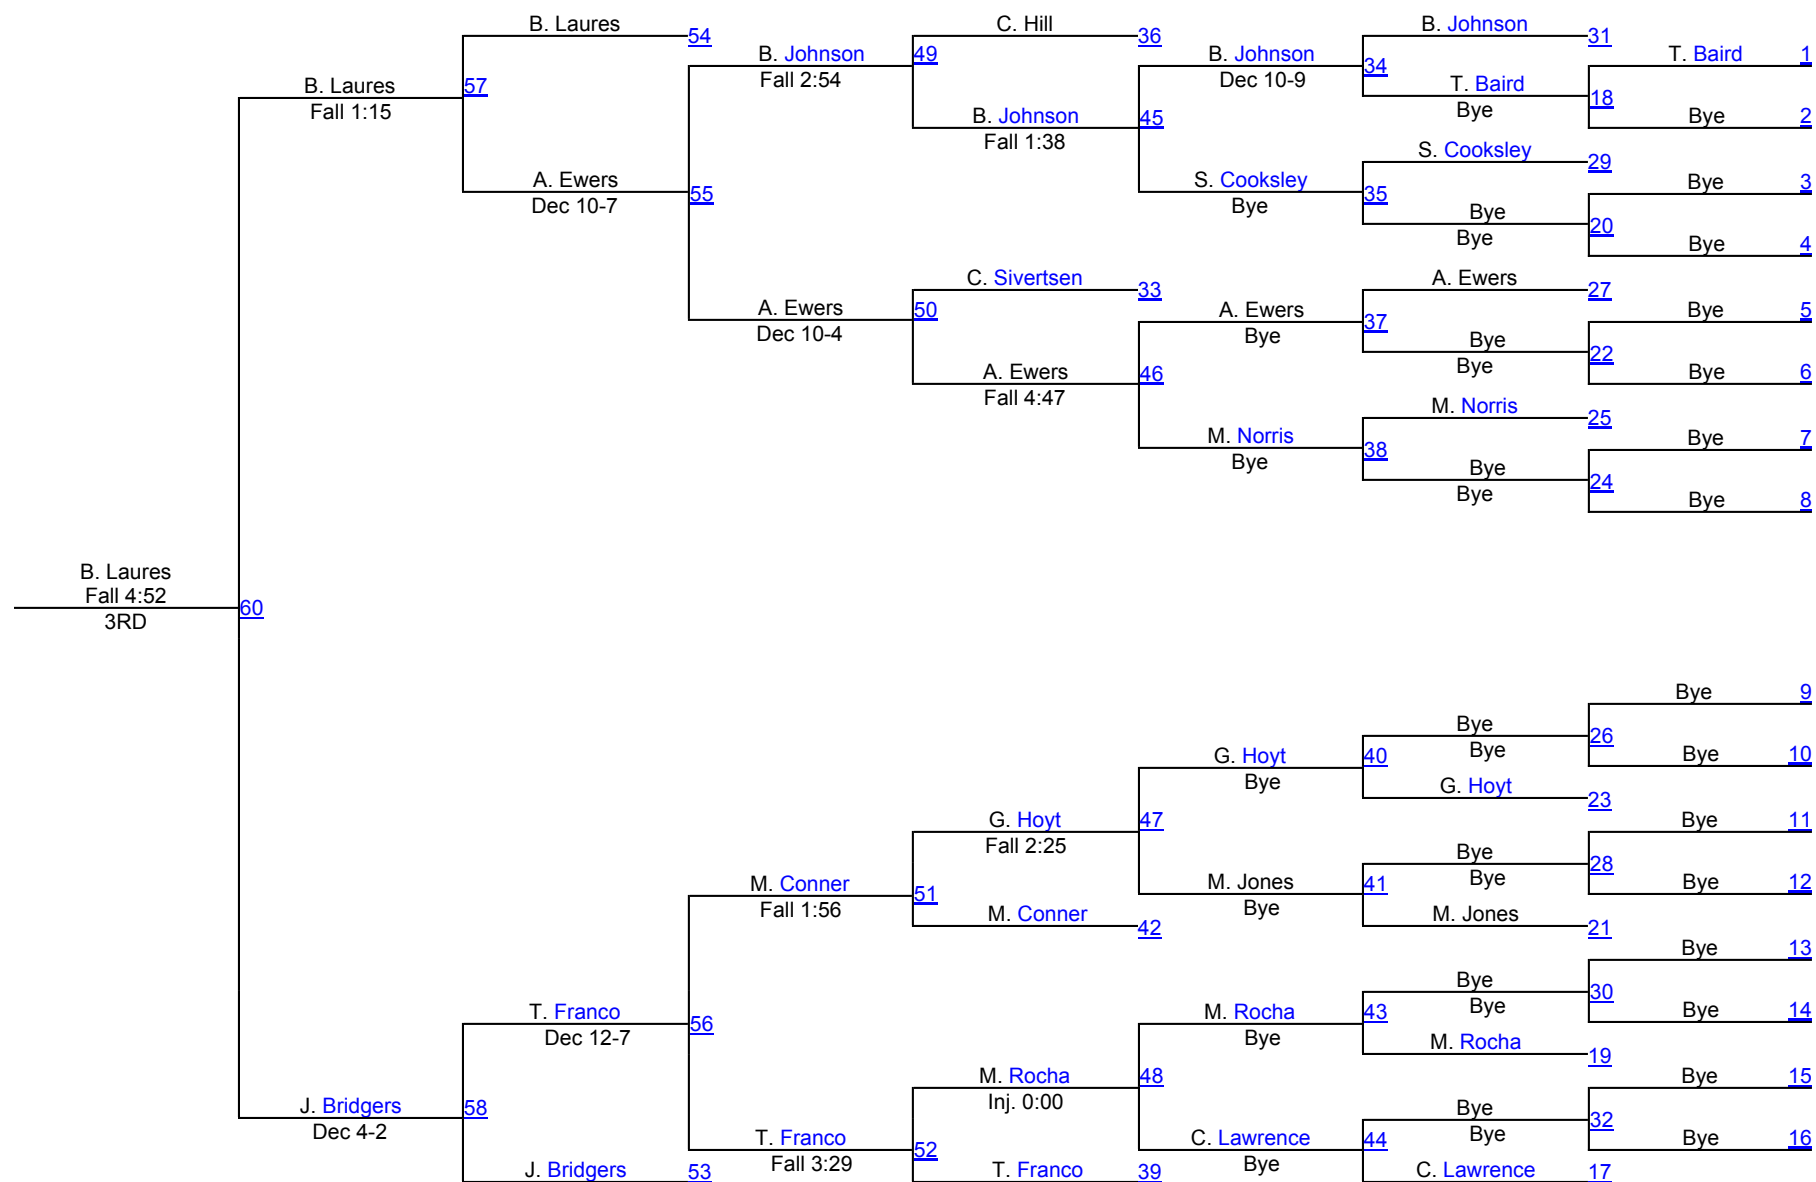 B. Laures
54
C. Hill
36
B. Johnson
31
B. Johnson
Fall 2:54
49
B. Johnson
Dec 10-9
34
T. Baird
1
B. Laures
Fall 1:15
57
T. Baird
Bye
18
B. Johnson
Fall 1:38
45
Bye
2
S. Cooksley
29
A. Ewers
Dec 10-7
55
S. Cooksley
Bye
35
Bye
3
Bye
Bye
20
Bye
4
C. Sivertsen
33
A. Ewers
27
A. Ewers
Dec 10-4
50
A. Ewers
Bye
37
Bye
5
Bye
Bye
22
A. Ewers
Fall 4:47
46
Bye
6
M. Norris
25
M. Norris
Bye
38
Bye
7
Bye
Bye
24
Bye
8
B. Laures
Fall 4:52
3RD
60
Bye
9
Bye
Bye
26
G. Hoyt
Bye
40
Bye
10
G. Hoyt
23
G. Hoyt
Fall 2:25
47
Bye
11
Bye
Bye
28
M. Conner
Fall 1:56
51
M. Jones
Bye
41
Bye
12
M. Conner
42
M. Jones
21
Bye
13
Bye
Bye
30
T. Franco
Dec 12-7
56
M. Rocha
Bye
43
Bye
14
M. Rocha
19
M. Rocha
Inj. 0:00
48
Bye
15
J. Bridgers
Dec 4-2
58
Bye
Bye
32
T. Franco
Fall 3:29
52
C. Lawrence
Bye
44
Bye
16
J. Bridgers
53
T. Franco
39
C. Lawrence
17